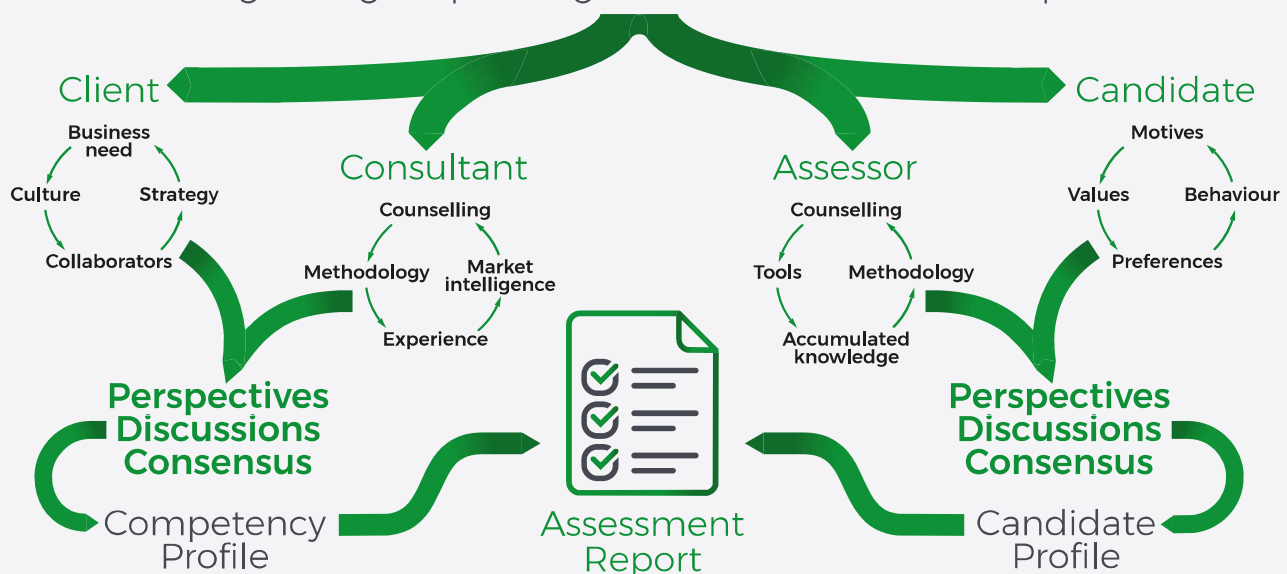 Client
Business
need
Culture
Strategy
Collaborators
Consultant
Counselling
Methodology
Market
intelligence
Experience
Assessor
Counselling
Tools
Methodology
Accumulated
knowledge
Candidate
Motives
Values
Behaviour
Preferences
Perspectives
Discussions
Consensus
Perspectives
Discussions
Consensus
Competency
Profile
Assessment
Report
Candidate
Profile